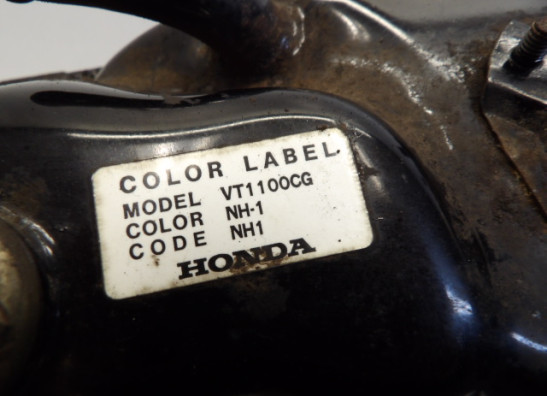 COLOR LABEL
MODEL VT1100CG
COLOR NH-1
CODE NH1
HONDA